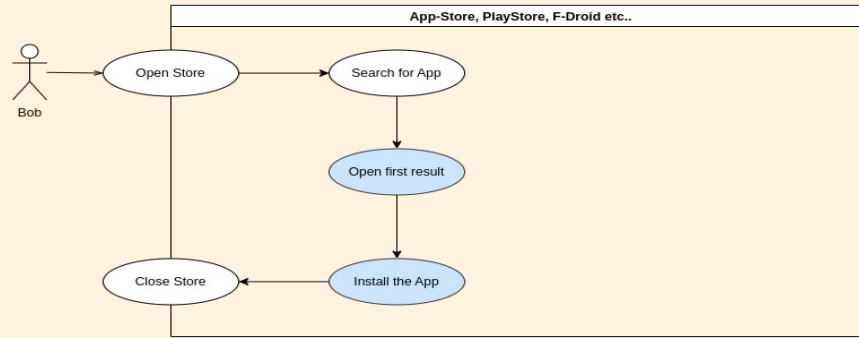 App-Store, PlayStore, F-Droid etc..
Open Store
Search for App
Bob
Open first result
Close Store
Install the App